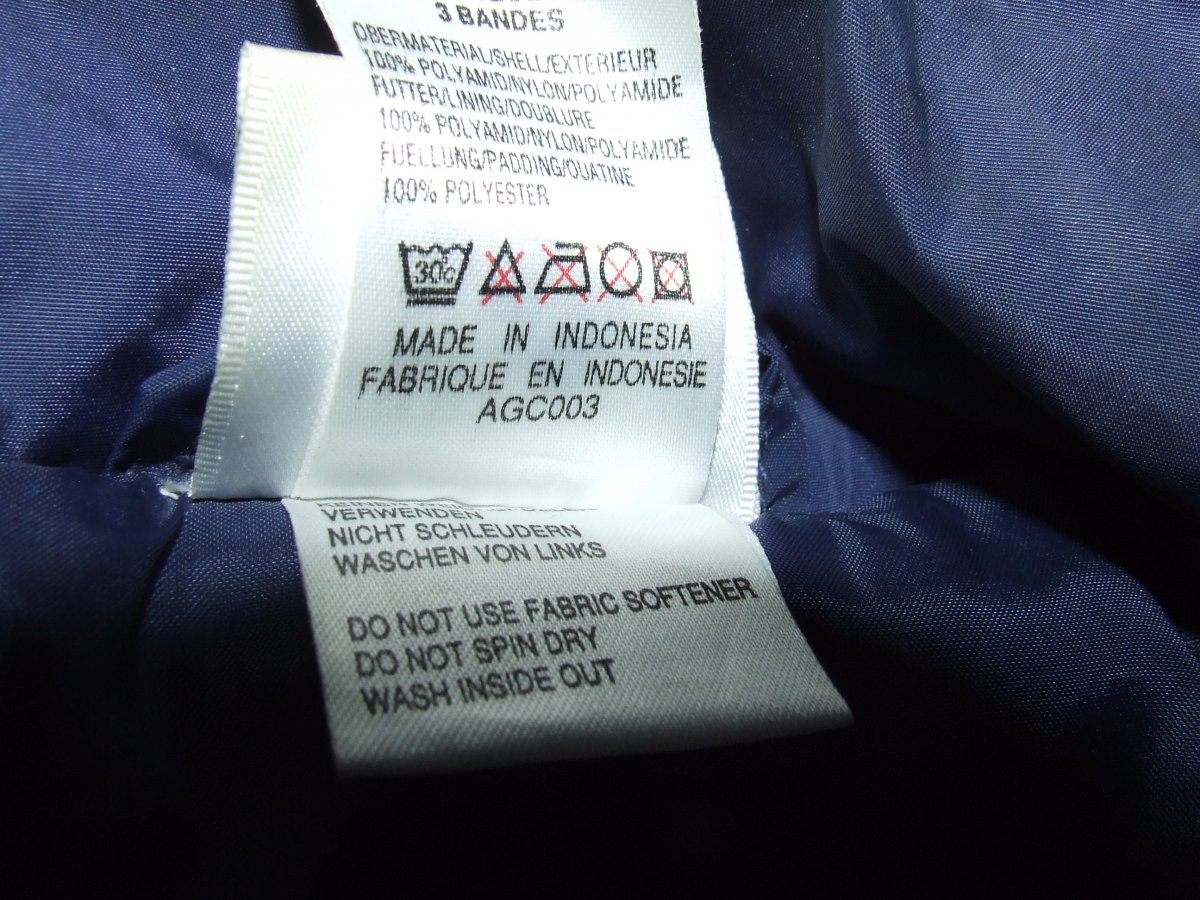 3 BANDES
OBERMATERIAL/SHELL/EXTERIEUR
100% POLYAMID/NYLON/POLYAMIDE
FUTTER/LINING/DOUBLURE
100% POLYAMID/NYLON/POLYAMIDE
FUELLUNG/PADDING/OUATINE
100% POLYESTER
30°C
MADE IN INDONESIA
FABRIQUE EN INDONESIE
AGC003
VERWENDEN
NICHT SCHLEUDERN
WASCHEN VON LINKS
DO NOT USE FABRIC SOFTENER
DO NOT SPIN DRY
WASH INSIDE OUT